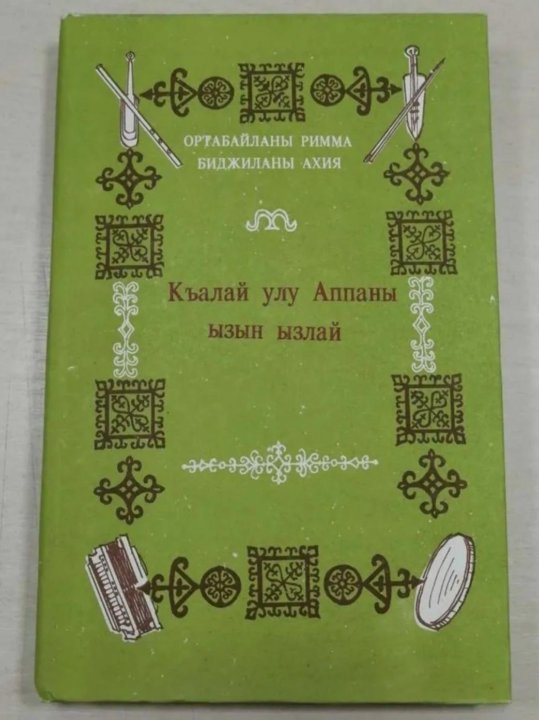 ОРТАБАЙЛАНЫ РИММА
БИДЖИЛАНЫ АХИЯ
Къалай улу Аппаны
ызын ызлай